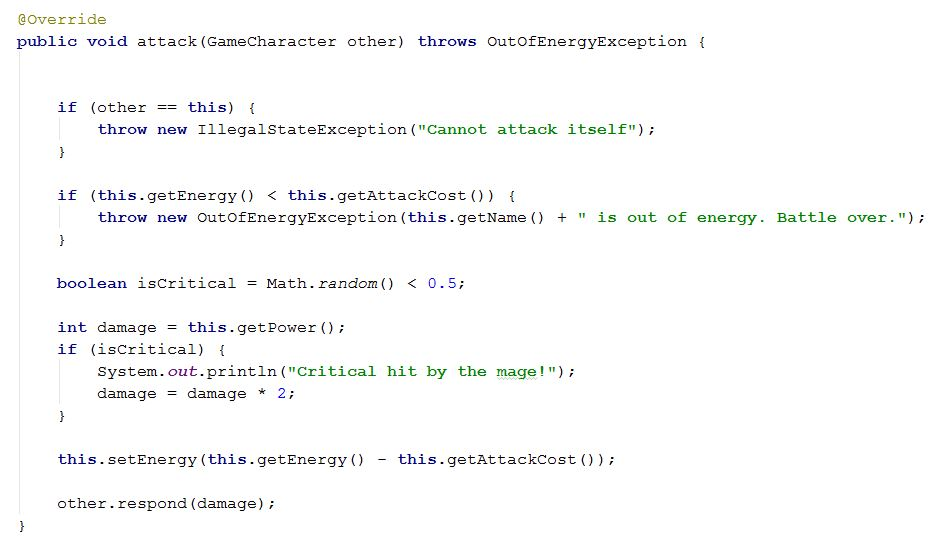 @Override
public void attack(GameCharacter other) throws OutOfEnergyException {
if (other == this) {
throw new IllegalStateException("Cannot attack itself");
}
if (this.getEnergy() < this.getAttackCost()) {
throw new OutOfEnergyException(this.getName() + " is out of energy. Battle over.");
}
boolean isCritical = Math.random() < 0.5;
int damage = this.getPower();
if (isCritical) {
System.out.println("Critical hit by the mage!");
damage = damage * 2;
}
this.setEnergy(this.getEnergy() - this.getAttackCost());
other.respond(damage);
}